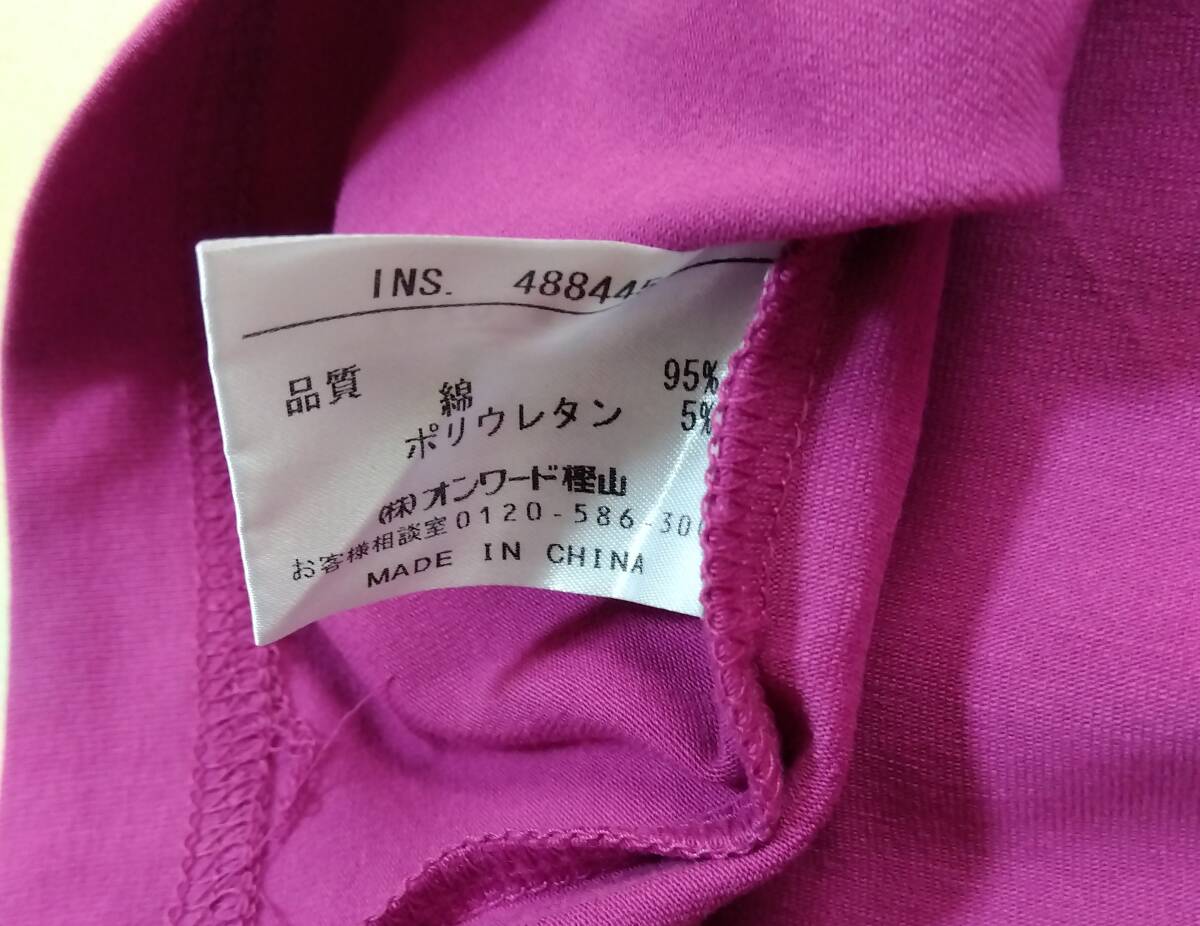 INS. 48844
品質 綿 95%
ポリウレタン 5%
(株)オンワード樫山
お客様相談室0120-586-30
MADE IN CHINA